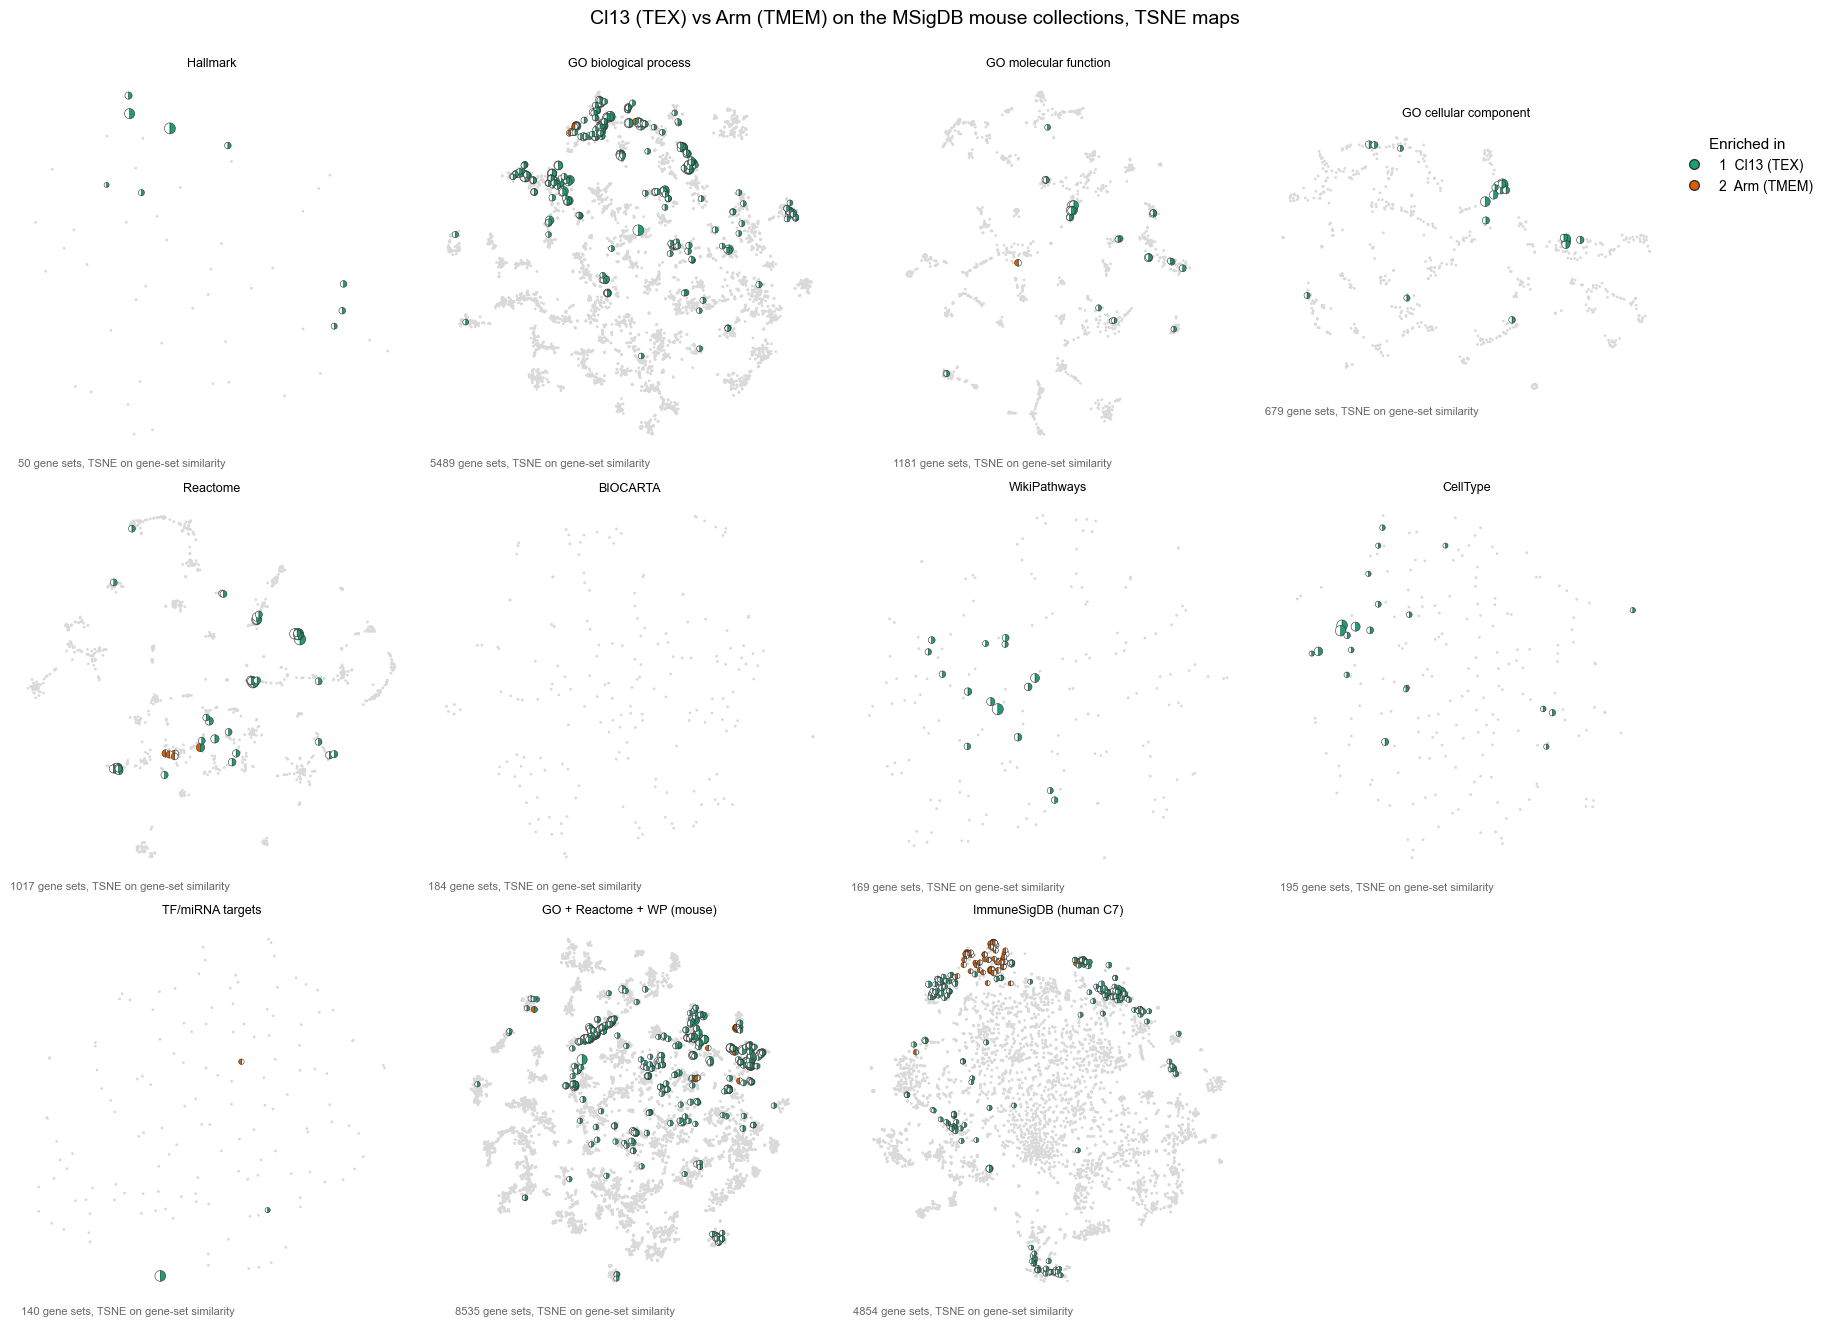 Cl13 (TEX) vs Arm (TMEM) on the MSigDB mouse collections, TSNE maps
Hallmark
GO biological process
GO molecular function
GO cellular component
Enriched in
1 Cl13 (TEX)
2 Arm (TMEM)
679 gene sets, TSNE on gene-set similarity
50 gene sets, TSNE on gene-set similarity
5489 gene sets, TSNE on gene-set similarity
1181 gene sets, TSNE on gene-set similarity
Reactome
BIOCARTA
WikiPathways
CellType
1017 gene sets, TSNE on gene-set similarity
184 gene sets, TSNE on gene-set similarity
169 gene sets, TSNE on gene-set similarity
195 gene sets, TSNE on gene-set similarity
TF/miRNA targets
GO + Reactome + WP (mouse)
ImmuneSigDB (human C7)
140 gene sets, TSNE on gene-set similarity
8535 gene sets, TSNE on gene-set similarity
4854 gene sets, TSNE on gene-set similarity